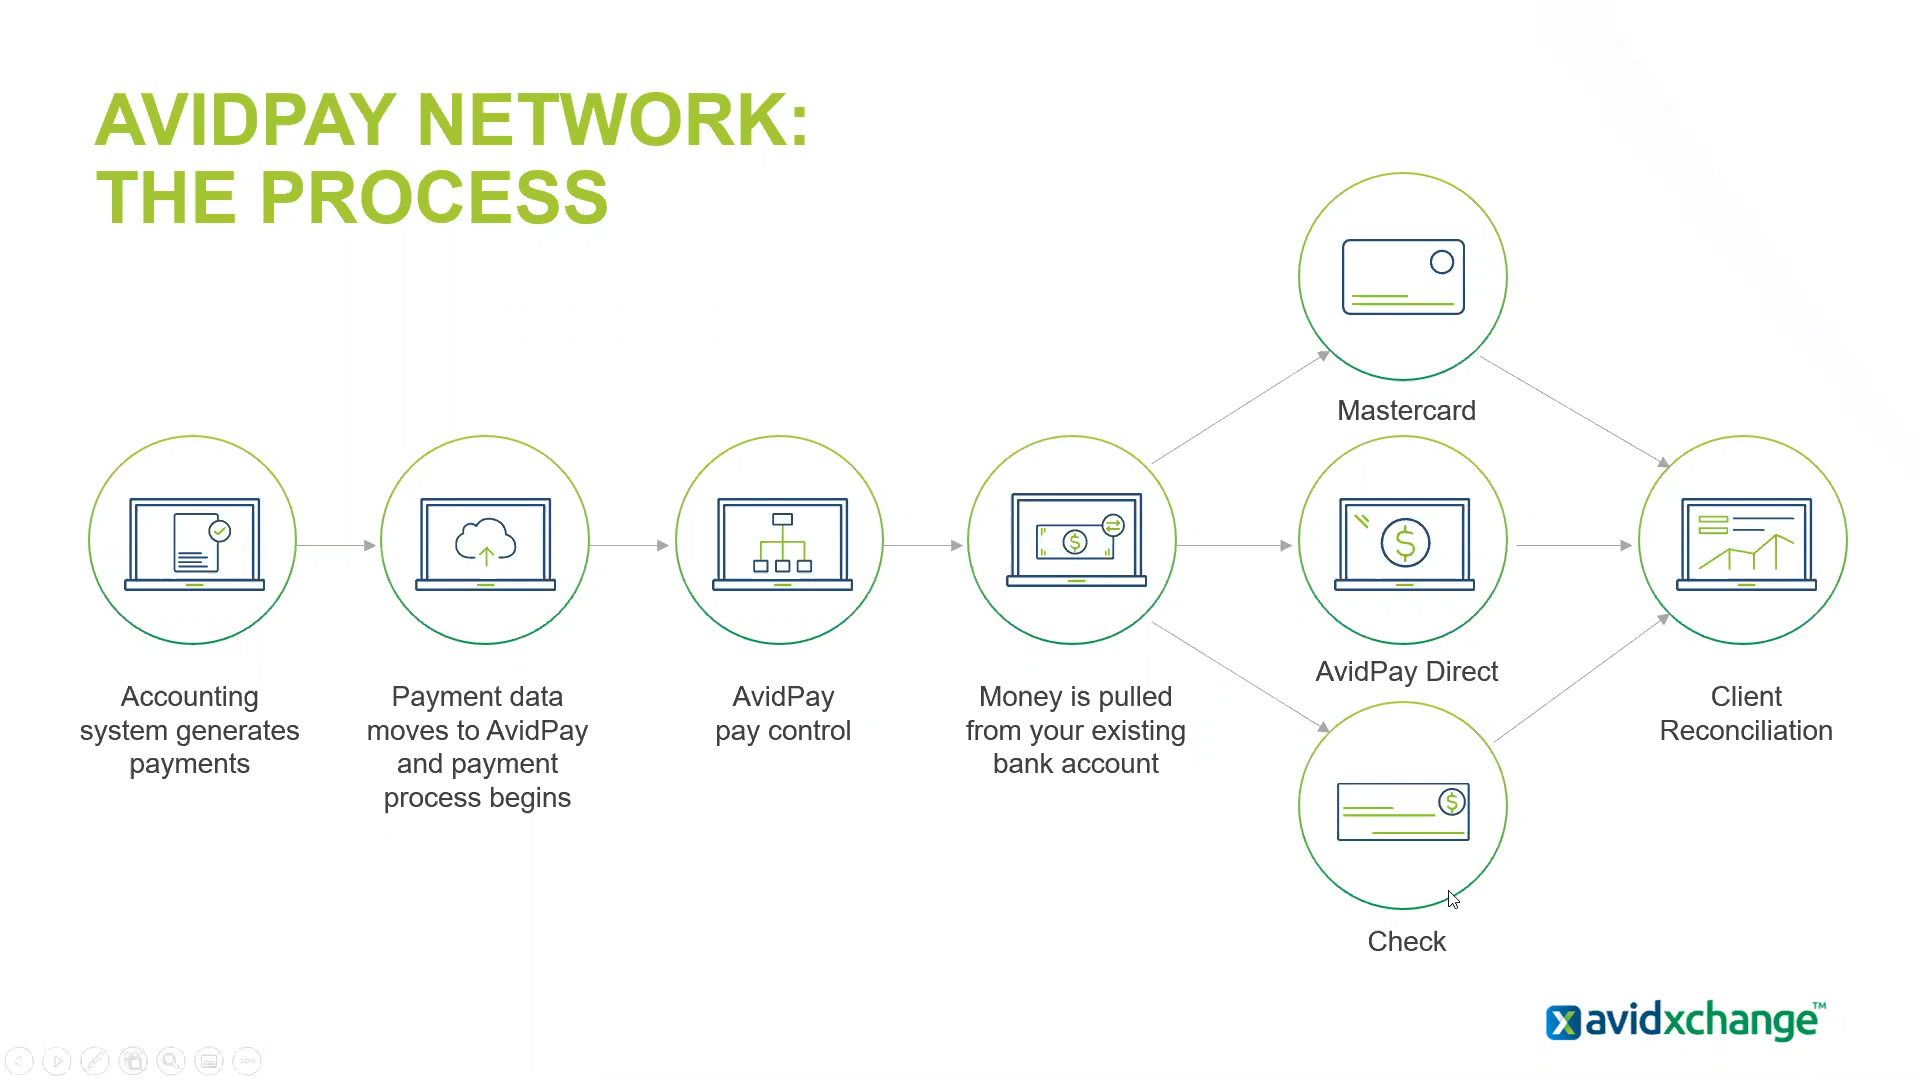 AVIDPAY NETWORK:
THE PROCESS
Accounting
system generates
payments
Payment data
moves to AvidPay
and payment
process begins
AvidPay
pay control
Money is pulled
from your existing
bank account
Mastercard
AvidPay Direct
Check
Client
Reconciliation
avidxchange™